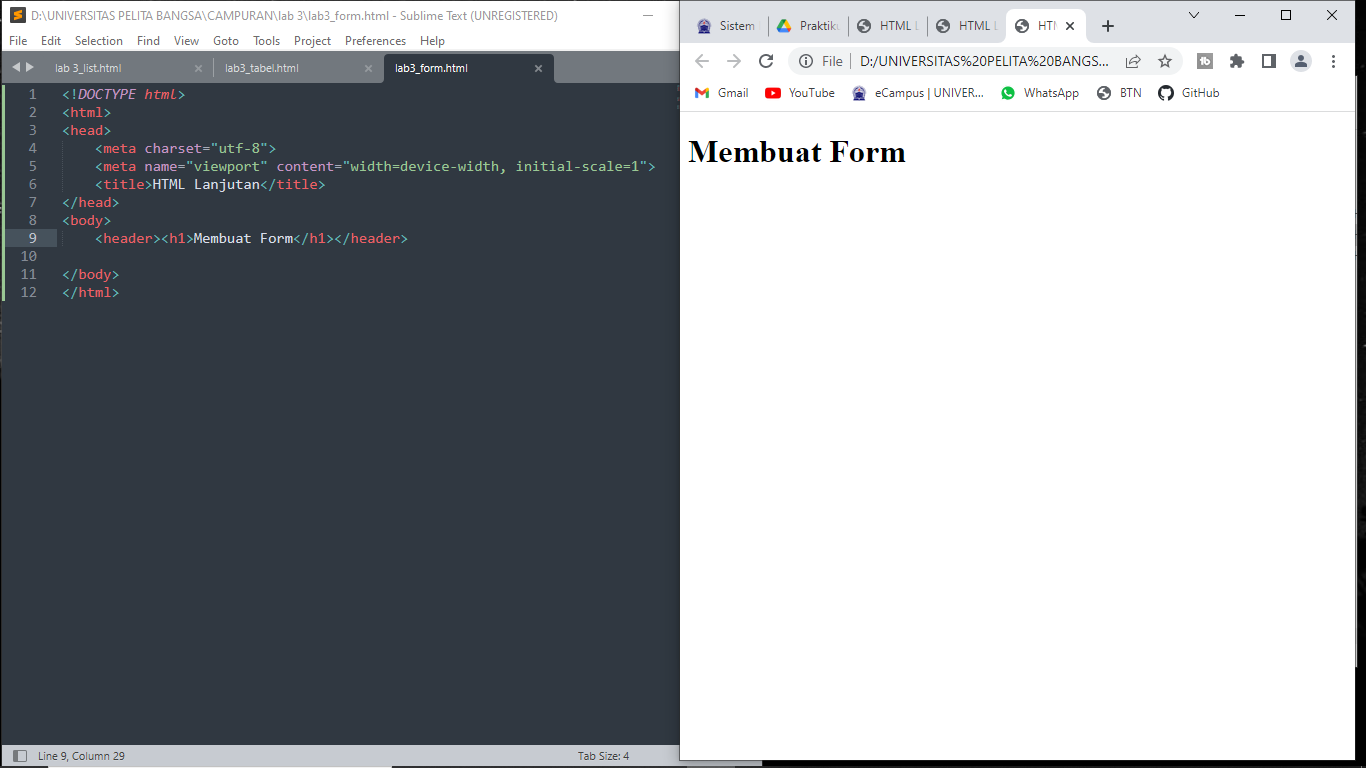 D:\UNIVERSITAS PELITA BANGSA\CAMPURAN\lab 3\lab3_form.html - Sublime Text (UNREGISTERED)
File Edit Selection Find View Goto Tools Project Preferences Help
lab 3_list.html lab3_tabel.html lab3_form.html
1 <!DOCTYPE html>
2 <html>
3 <head>
4 <meta charset="utf-8">
5 <meta name="viewport" content="width=device-width, initial-scale=1">
6 <title>HTML Lanjutan</title>
7 </head>
8 <body>
9 <header><h1>Membuat Form</h1></header>
10
11 </body>
12 </html>
Line 9, Column 29 Tab Size: 4
Sistem Praktiku HTML L HTML L HTM
File D:/UNIVERSITAS%20PELITA%20BANGS...
Gmail YouTube eCampus | UNIVER... WhatsApp BTN GitHub
Membuat Form